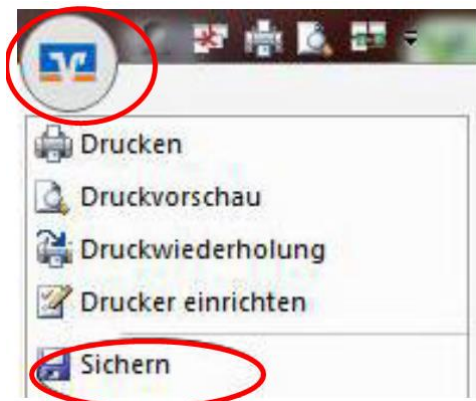 Drucken
Druckvorschau
Druckwiederholung
Drucker einrichten
Sichern